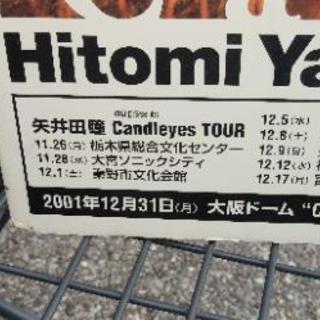 Hitomi Ya
矢井田瞳 Candleyes TOUR
11.26(月) 栃木県総合文化センター
11.28(水) 大宮ソニックシティ
12.1(土) 秦野市文化会館
12.5(水)
12.8(土)
12.9(日)
12.12(水)
12.17(月)
2001年12月31日(月) 大阪ドーム "C